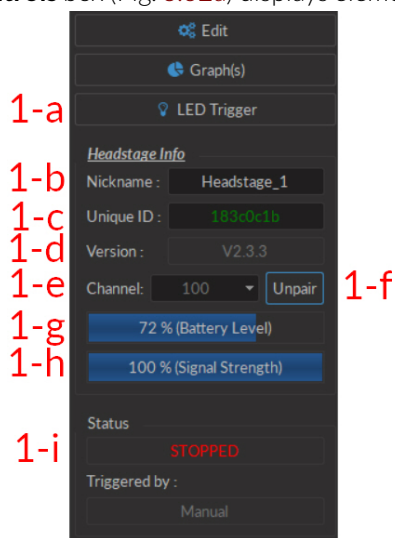 Edit
Graph(s)
1-a LED Trigger
Headstage Info
1-b Nickname : Headstage_1
1-c Unique ID : 183c0c1b
1-d Version : V2.3.3
1-e Channel: 100 Unpair 1-f
1-g 72 % (Battery Level)
1-h 100 % (Signal Strength)
Status
1-i STOPPED
Triggered by :
Manual